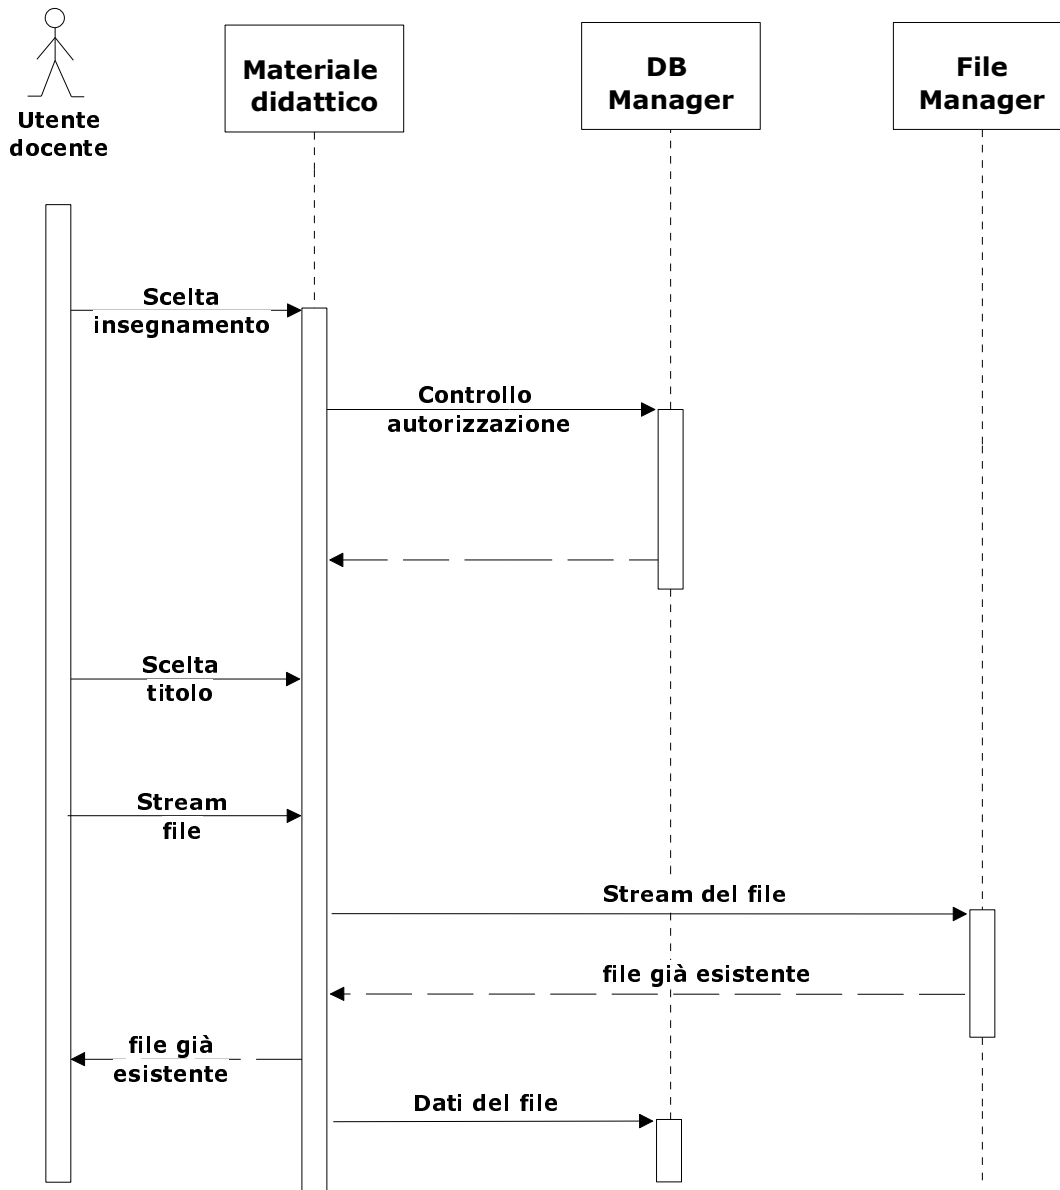 Utente
docente
Materiale
didattico
DB
Manager
File
Manager
Scelta
insegnamento
Controllo
autorizzazione
Scelta
titolo
Stream
file
Stream del file
file già esistente
file già
esistente
Dati del file